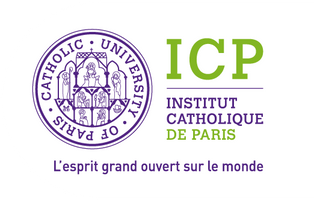 CATHOLIC · UNIVERSITY · OF PARIS ·
ICP
INSTITUT
CATHOLIQUE
DE PARIS
L'esprit grand ouvert sur le monde